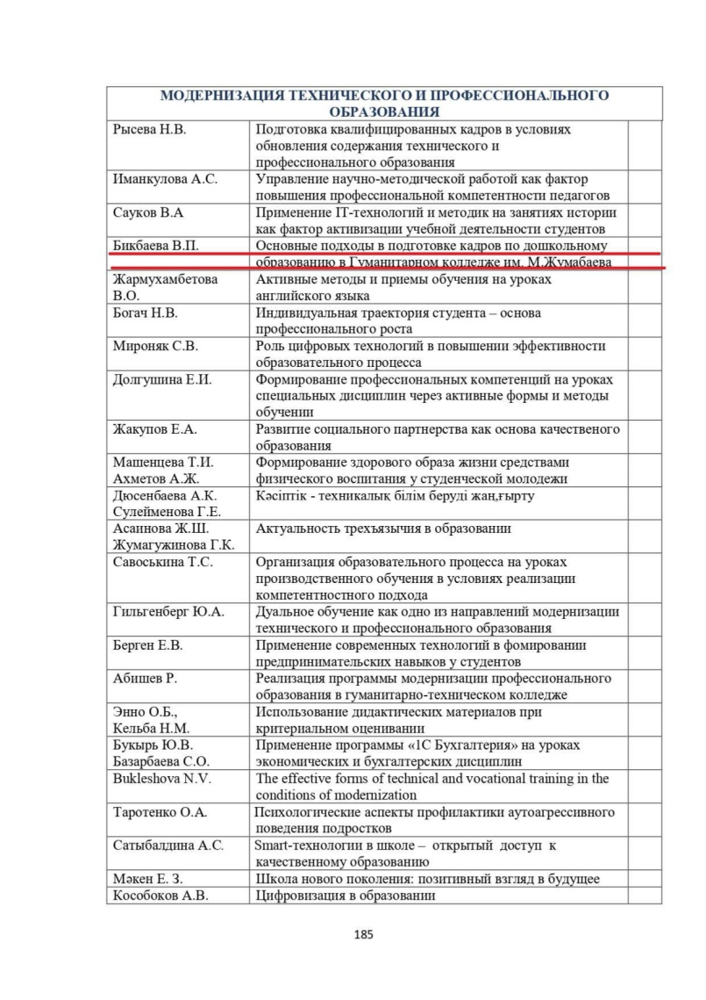 МОДЕРНИЗАЦИЯ ТЕХНИЧЕСКОГО И ПРОФЕССИОНАЛЬНОГО
ОБРАЗОВАНИЯ
Рысева Н.В. Подготовка квалифицированных кадров в условиях
обновления содержания технического и
профессионального образования
Иманкулова А.С. Управление научно-методической работой как фактор
повышения профессиональной компетентности педагогов
Сауков В.А Применение IT-технологий и методик на занятиях истории
как фактор активизации учебной деятельности студентов
Бикбаева В.П. Основные подходы в подготовке кадров по дошкольному
образованию в Гуманитарном колледже им. М.Жумабаева
Жармухамбетова Активные методы и приемы обучения на уроках
В.О. английского языка
Богач Н.В. Индивидуальная траектория студента – основа
профессионального роста
Мироняк С.В. Роль цифровых технологий в повышении эффективности
образовательного процесса
Долгушина Е.И. Формирование профессиональных компетенций на уроках
специальных дисциплин через активные формы и методы
обучении
Жакупов Е.А. Развитие социального партнерства как основа качественого
образования
Машенцева Т.И. Формирование здорового образа жизни средствами
Ахметов А.Ж. физического воспитания у студенческой молодежи
Дюсенбаева А.К. Кәсіптік - техникалық білім беруді жаң,ғырту
Сулейменова Г.Е.
Асаинова Ж.Ш. Актуальность трехъязычия в образовании
Жумагужинова Г.К.
Савоськина Т.С. Организация образовательного процесса на уроках
производственного обучения в условиях реализации
компетентностного подхода
Гильгенберг Ю.А. Дуальное обучение как одно из направлений модернизации
технического и профессионального образования
Берген Е.В. Применение современных технологий в фомировании
предпринимательских навыков у студентов
Абишев Р. Реализация программы модернизации профессионального
образования в гуманитарно-техническом колледже
Энно О.Б., Использование дидактических материалов при
Кельба Н.М. критериальном оценивании
Букырь Ю.В. Применение программы «1С Бухгалтерия» на уроках
Базарбаева С.О. экономических и бухгалтерских дисциплин
Bukleshova N.V. The effective forms of technical and vocational training in the
conditions of modernization
Таротенко О.А. Психологические аспекты профилактики аутоагрессивного
поведения подростков
Сатыбалдина А.С. Smart-технологии в школе – открытый доступ к
качественному образованию
Мәкен Е. З. Школа нового поколения: позитивный взгляд в будущее
Кособоков А.В. Цифровизация в образовании
185